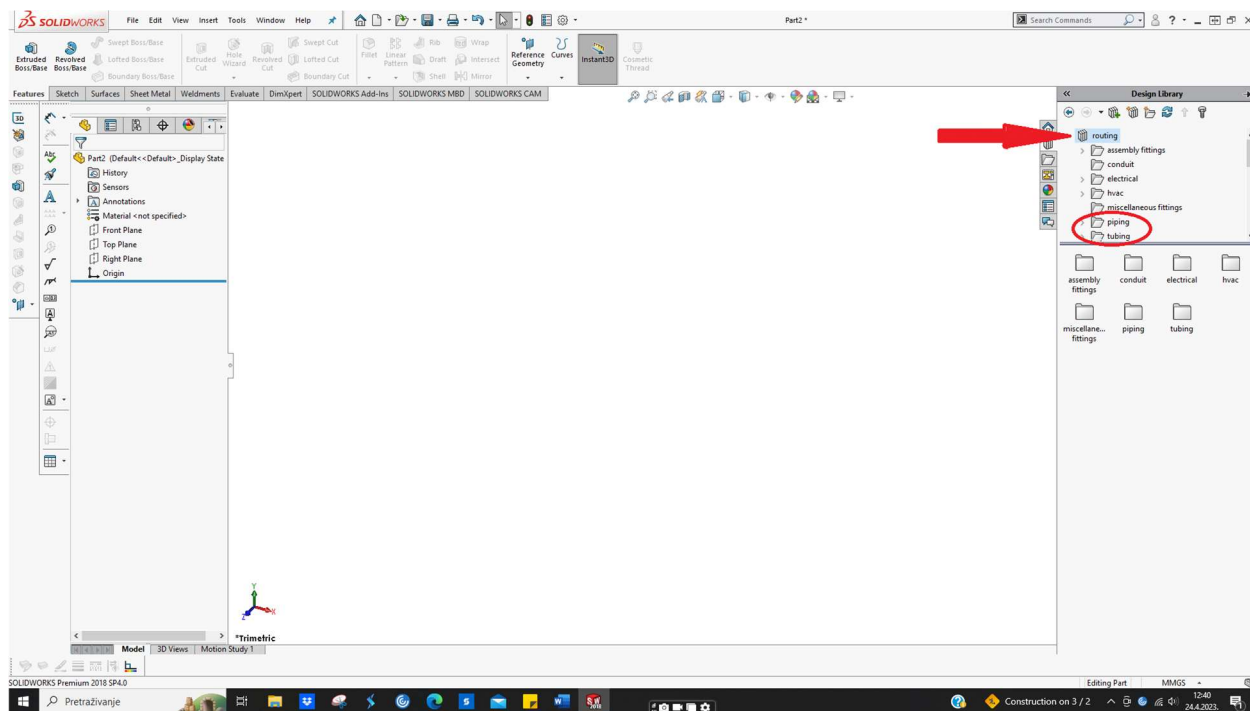 SOLIDWORKS File Edit View Insert Tools Window Help Part2 * Search Commands
Extruded Boss/Base
Revolved Boss/Base
Swept Boss/Base
Lofted Boss/Base
Boundary Boss/Base
Extruded Cut
Hole Wizard
Revolved Cut
Swept Cut
Lofted Cut
Boundary Cut
Fillet
Linear Pattern
Rib
Draft
Shell
Wrap
Intersect
Mirror
Reference Geometry
Curves
Instant3D
Cosmetic Thread
Features Sketch Surfaces Sheet Metal Weldments Evaluate DimXpert SOLIDWORKS Add-Ins SOLIDWORKS MBD SOLIDWORKS CAM
Part2 (Default<<Default>_Display State
History
Sensors
Annotations
Material <not specified>
Front Plane
Top Plane
Right Plane
Origin
Design Library
routing
assembly fittings
conduit
electrical
hvac
miscellaneous fittings
piping
tubing
assembly fittings
conduit
electrical
hvac
miscellane... fittings
piping
tubing
Y
X
Z
*Trimetric
Model 3D Views Motion Study 1
SOLIDWORKS Premium 2018 SP4.0
Editing Part MMGS
Pretraživanje
Construction on 3 / 2
12:40
24.4.2023.